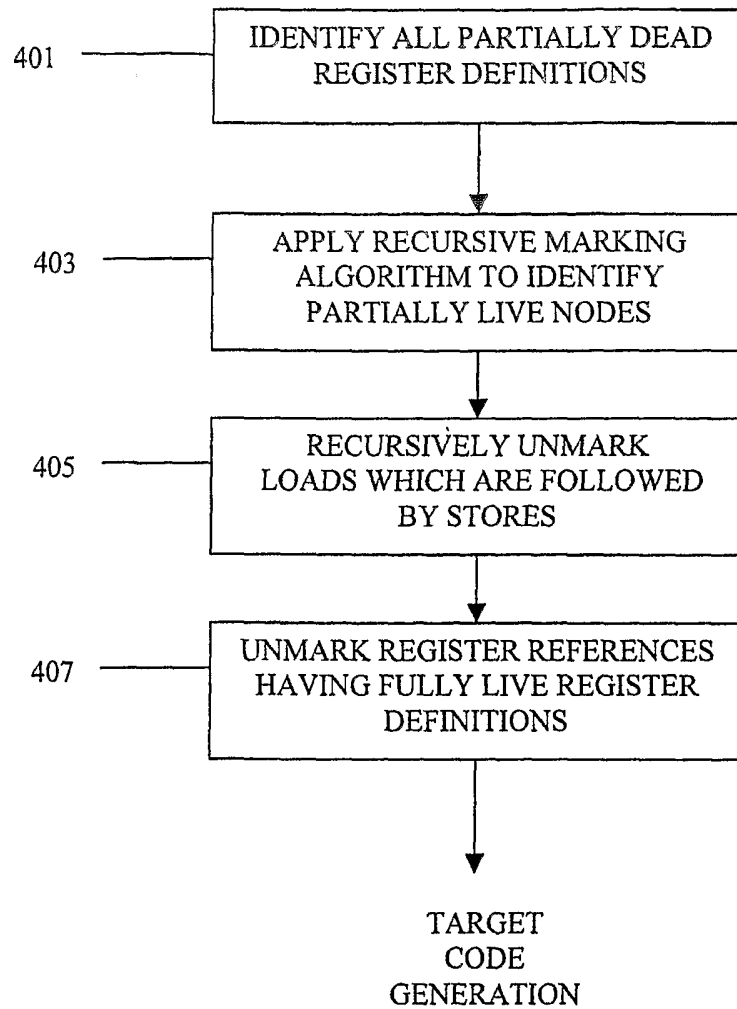 401
IDENTIFY ALL PARTIALLY DEAD
REGISTER DEFINITIONS
403
APPLY RECURSIVE MARKING
ALGORITHM TO IDENTIFY
PARTIALLY LIVE NODES
405
RECURSIVELY UNMARK
LOADS WHICH ARE FOLLOWED
BY STORES
407
UNMARK REGISTER REFERENCES
HAVING FULLY LIVE REGISTER
DEFINITIONS
TARGET
CODE
GENERATION